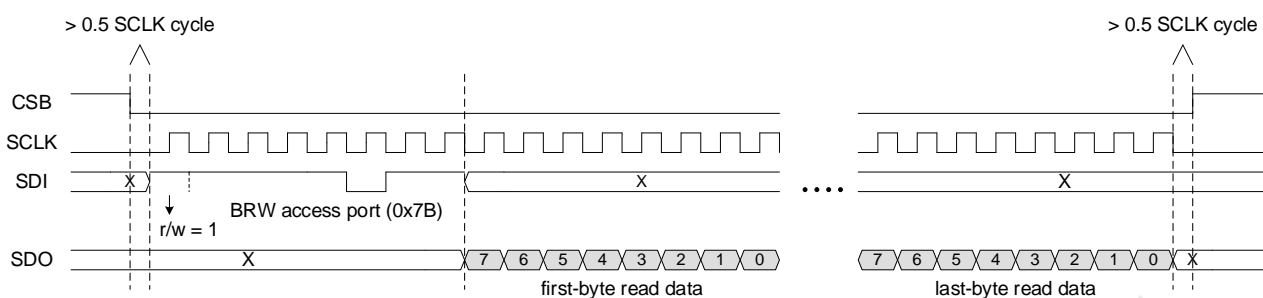 > 0.5 SCLK cycle
> 0.5 SCLK cycle
CSB
SCLK
SDI X X X
BRW access port (0x7B)
r/w = 1
SDO X 7 6 5 4 3 2 1 0 7 6 5 4 3 2 1 0 X
first-byte read data last-byte read data